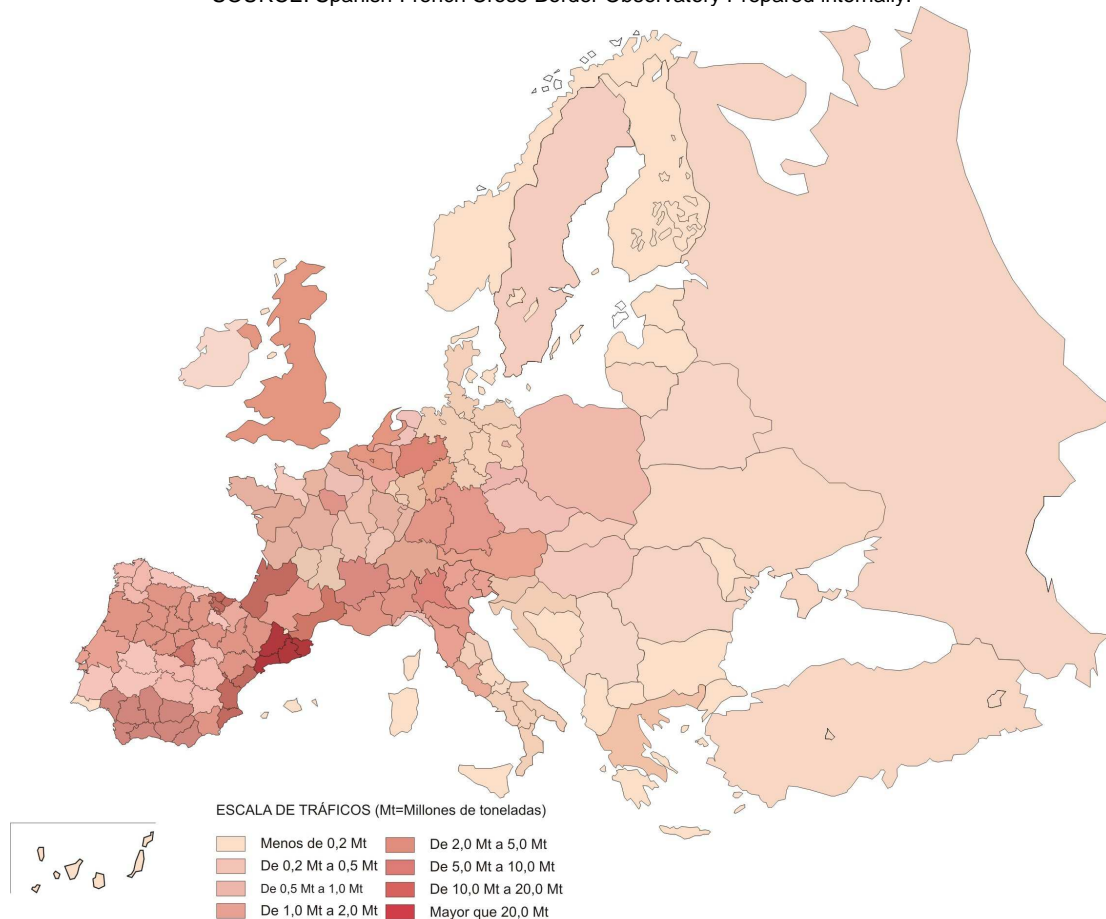 SOURCE: Spanish-French Cross-Border Observatory Prepared internally.
ESCALA DE TRÁFICOS (Mt=Millones de toneladas)
Menos de 0,2 Mt
De 0,2 Mt a 0,5 Mt
De 0,5 Mt a 1,0 Mt
De 1,0 Mt a 2,0 Mt
De 2,0 Mt a 5,0 Mt
De 5,0 Mt a 10,0 Mt
De 10,0 Mt a 20,0 Mt
Mayor que 20,0 Mt